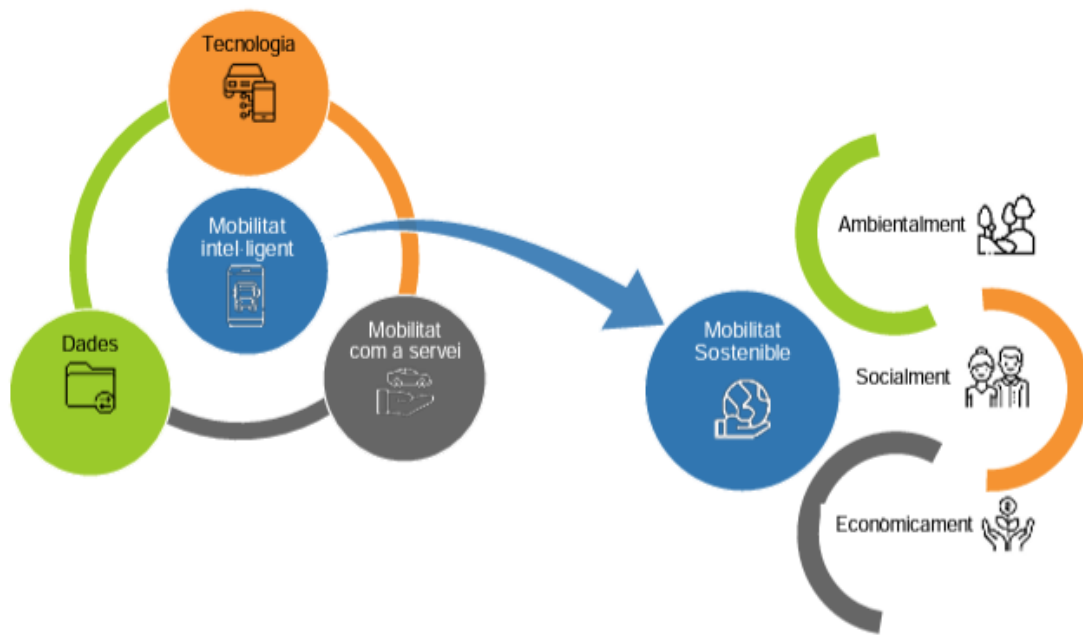 Tecnologia
Mobilitat
intel·ligent
Dades
Mobilitat
com a servei
Mobilitat
Sostenible
Ambientalment
Socialment
Econòmicament